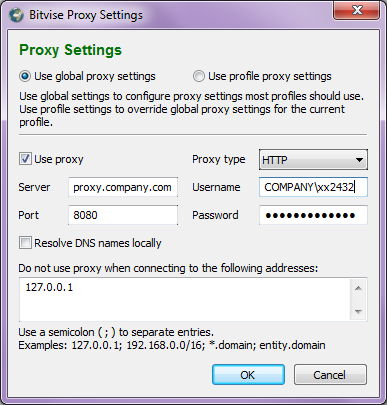 Bitvise Proxy Settings
Proxy Settings
Use global proxy settings Use profile proxy settings
Use global settings to configure proxy settings most profiles should use.
Use profile settings to override global proxy settings for the current
profile.
Use proxy Proxy type HTTP
Server proxy.company.com Username COMPANY\xx2432
Port 8080 Password •••••••••••••
Resolve DNS names locally
Do not use proxy when connecting to the following addresses:
127.0.0.1
Use a semicolon ( ; ) to separate entries.
Examples: 127.0.0.1; 192.168.0.0/16; *.domain; entity.domain
OK Cancel